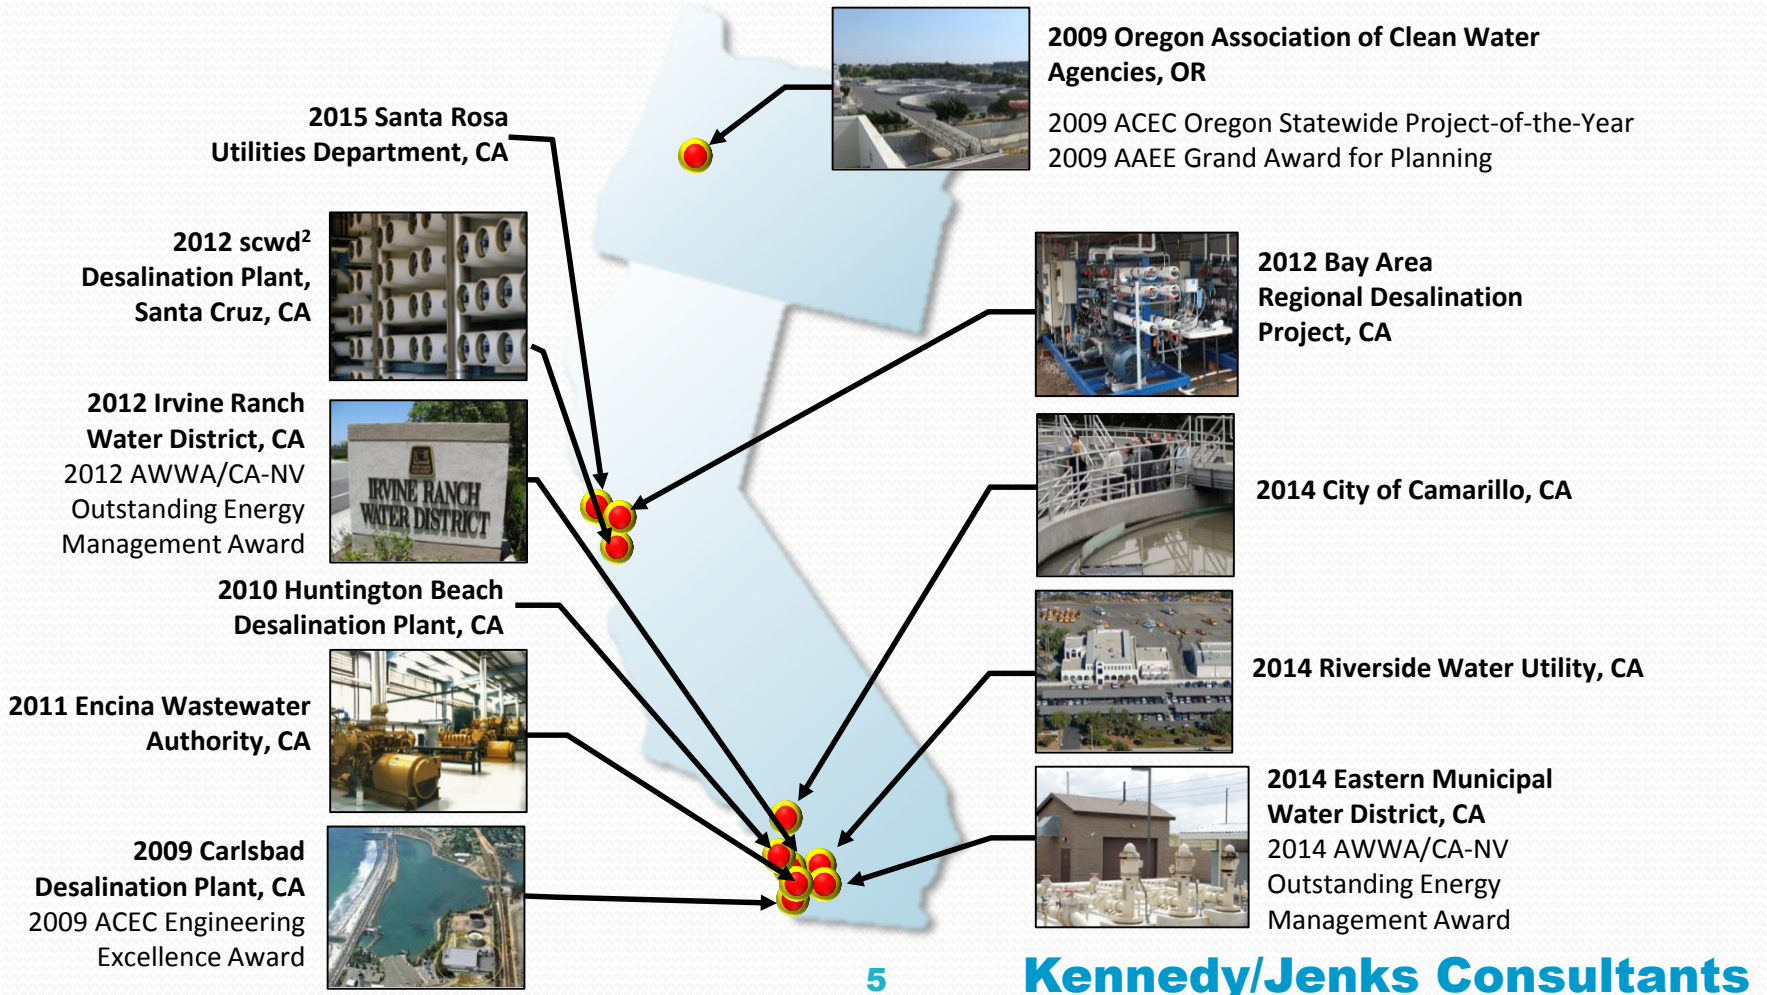 2009 Oregon Association of Clean Water
Agencies, OR
2009 ACEC Oregon Statewide Project-of-the-Year
2009 AAEE Grand Award for Planning
2015 Santa Rosa
Utilities Department, CA
2012 scwd²
Desalination Plant,
Santa Cruz, CA
2012 Bay Area
Regional Desalination
Project, CA
2012 Irvine Ranch
Water District, CA
2012 AWWA/CA-NV
Outstanding Energy
Management Award
IRVINE RANCH
WATER DISTRICT
2014 City of Camarillo, CA
2010 Huntington Beach
Desalination Plant, CA
2014 Riverside Water Utility, CA
2011 Encina Wastewater
Authority, CA
2014 Eastern Municipal
Water District, CA
2014 AWWA/CA-NV
Outstanding Energy
Management Award
2009 Carlsbad
Desalination Plant, CA
2009 ACEC Engineering
Excellence Award
5
Kennedy/Jenks Consultants